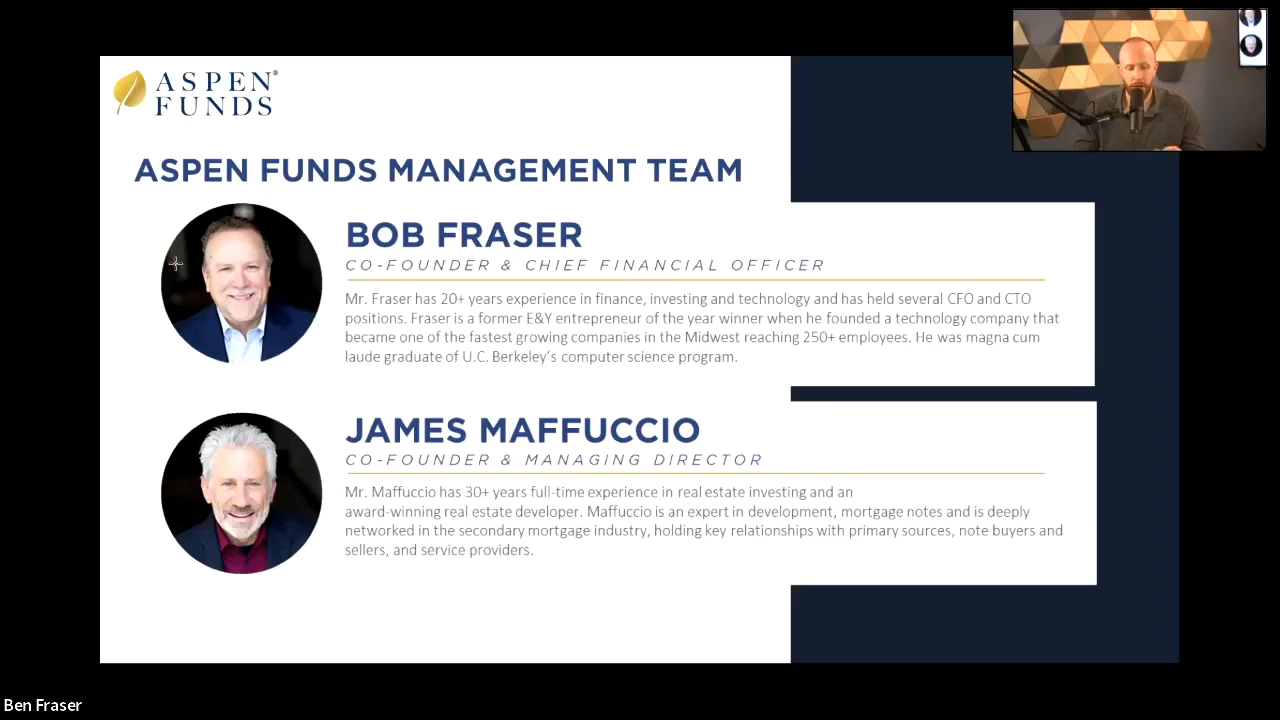 ASPEN®
FUNDS
ASPEN FUNDS MANAGEMENT TEAM
BOB FRASER
CO-FOUNDER & CHIEF FINANCIAL OFFICER
Mr. Fraser has 20+ years experience in finance, investing and technology and has held several CFO and CTO
positions. Fraser is a former E&Y entrepreneur of the year winner when he founded a technology company that
became one of the fastest growing companies in the Midwest reaching 250+ employees. He was magna cum
laude graduate of U.C. Berkeley’s computer science program.
JAMES MAFFUCCIO
CO-FOUNDER & MANAGING DIRECTOR
Mr. Maffuccio has 30+ years full-time experience in real estate investing and an
award-winning real estate developer. Maffuccio is an expert in development, mortgage notes and is deeply
networked in the secondary mortgage industry, holding key relationships with primary sources, note buyers and
sellers, and service providers.
Ben Fraser